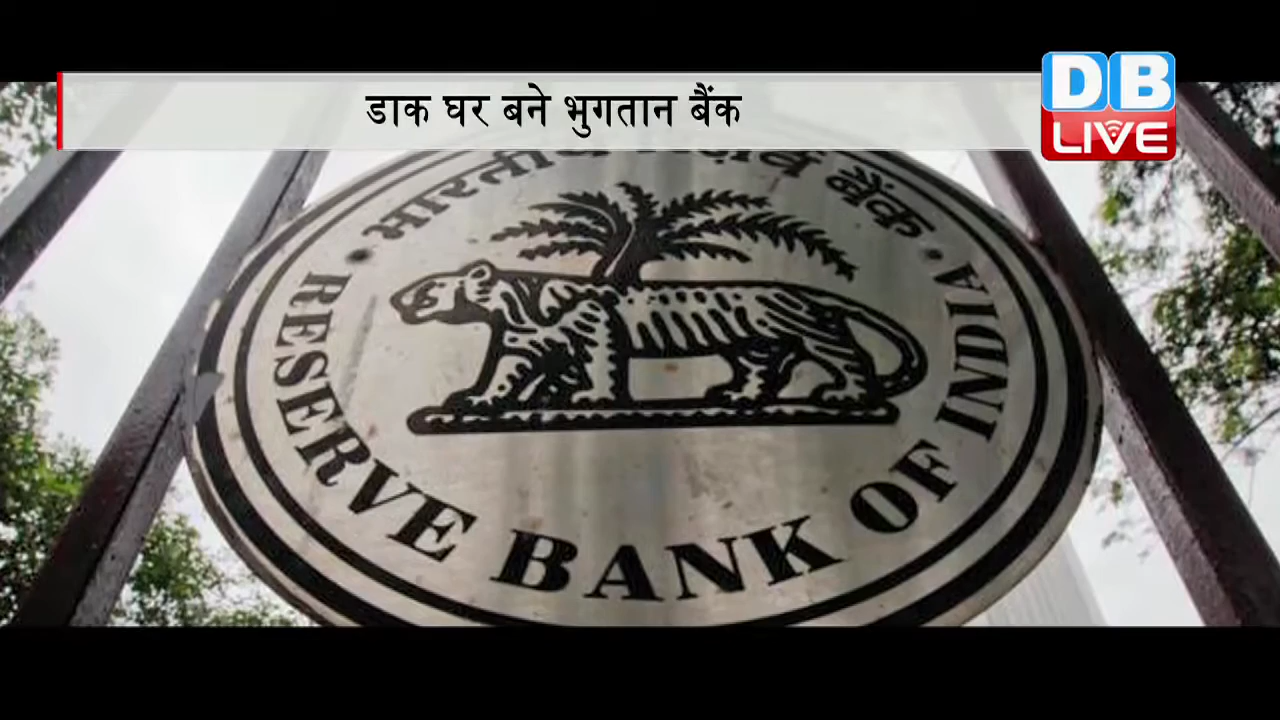 डाक घर बने भुगतान बैंक
DB
LIVE
भारतीय रिज़र्व बैंक
RESERVE BANK OF INDIA